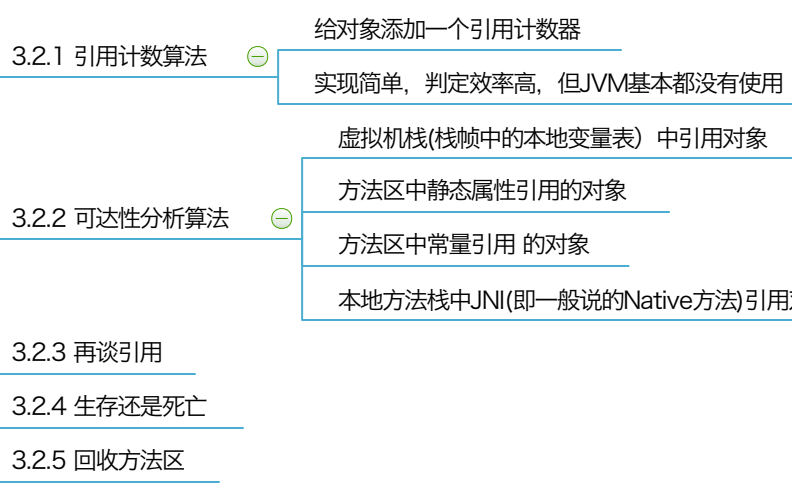 给对象添加一个引用计数器
3.2.1 引用计数算法
实现简单，判定效率高，但JVM基本都没有使用
虚拟机栈(栈帧中的本地变量表）中引用对象
方法区中静态属性引用的对象
3.2.2 可达性分析算法
方法区中常量引用 的对象
本地方法栈中JNI(即一般说的Native方法)引用
3.2.3 再谈引用
3.2.4 生存还是死亡
3.2.5 回收方法区